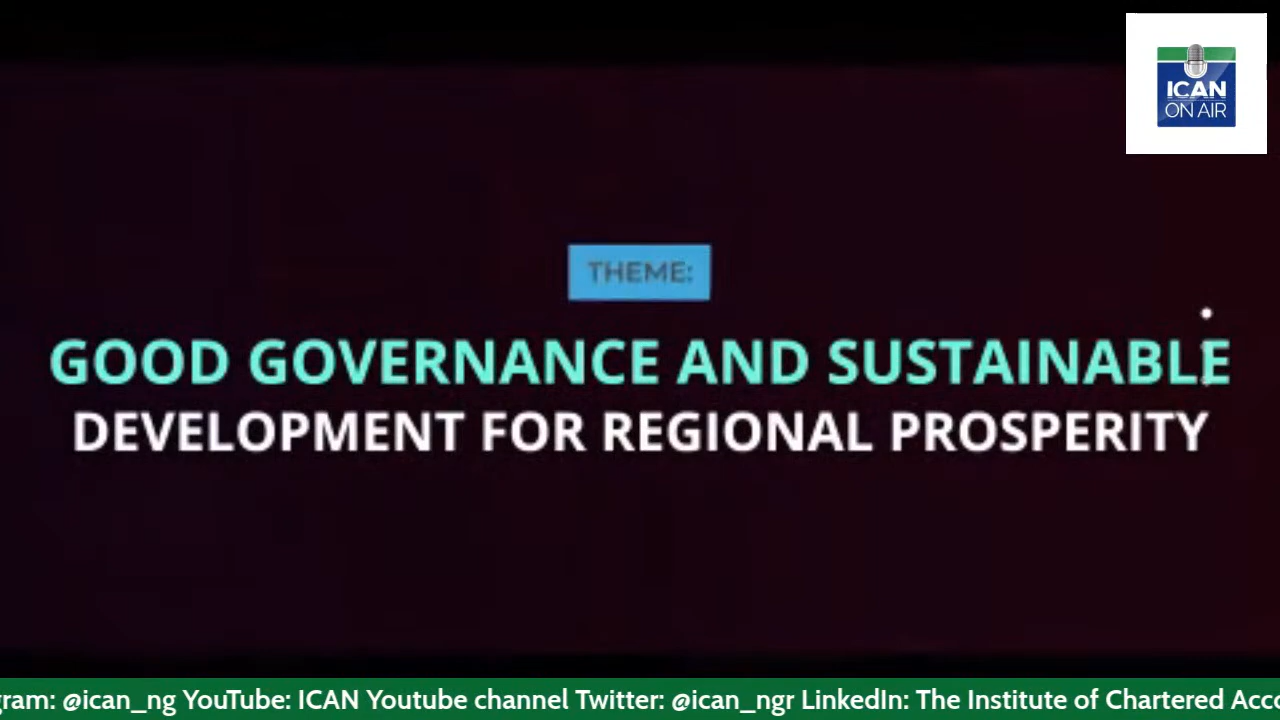 ICAN
ON AIR
THEME:
GOOD GOVERNANCE AND SUSTAINABLE
DEVELOPMENT FOR REGIONAL PROSPERITY
gram: @ican_ng YouTube: ICAN Youtube channel Twitter: @ican_ngr LinkedIn: The Institute of Chartered Acco